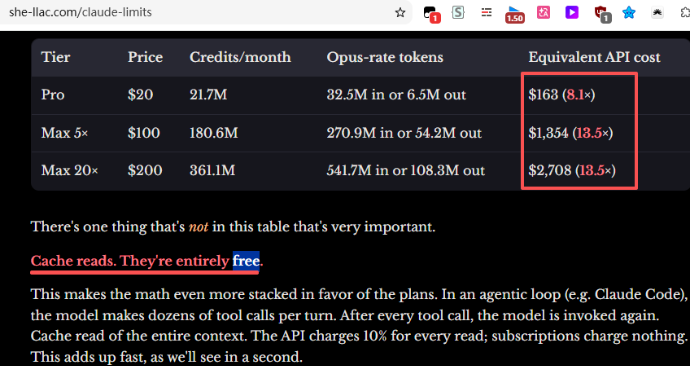 she-llac.com/claude-limits
1
1.50
1
Tier Price Credits/month Opus-rate tokens Equivalent API cost
Pro $20 21.7M 32.5M in or 6.5M out $163 (8.1×)
Max 5× $100 180.6M 270.9M in or 54.2M out $1,354 (13.5×)
Max 20× $200 361.1M 541.7M in or 108.3M out $2,708 (13.5×)
There's one thing that's not in this table that's very important.
Cache reads. They're entirely free.
This makes the math even more stacked in favor of the plans. In an agentic loop (e.g. Claude Code),
the model makes dozens of tool calls per turn. After every tool call, the model is invoked again.
Cache read of the entire context. The API charges 10% for every read; subscriptions charge nothing.
This adds up fast, as we'll see in a second.